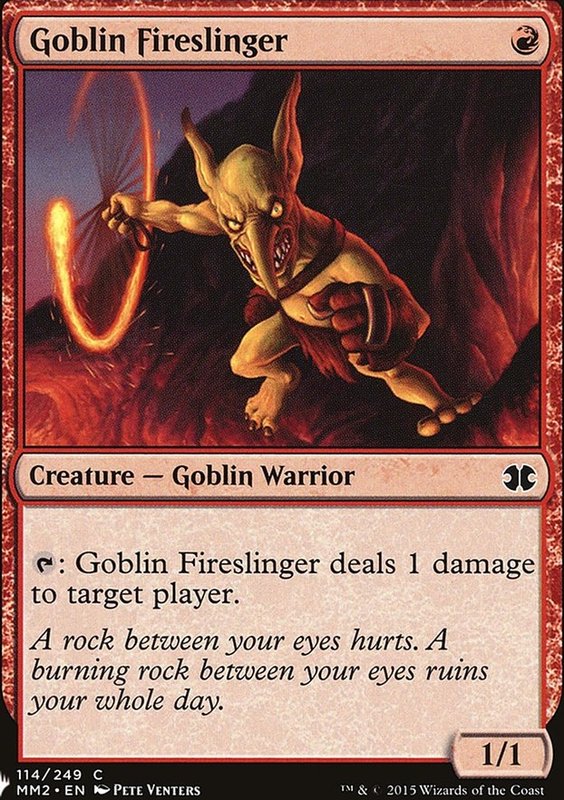 Goblin Fireslinger
Creature — Goblin Warrior
: Goblin Fireslinger deals 1 damage
to target player.
A rock between your eyes hurts. A
burning rock between your eyes ruins
your whole day.
1/1
114/249 C
MM2 • EN Pete Venters
™ & © 2015 Wizards of the Coast